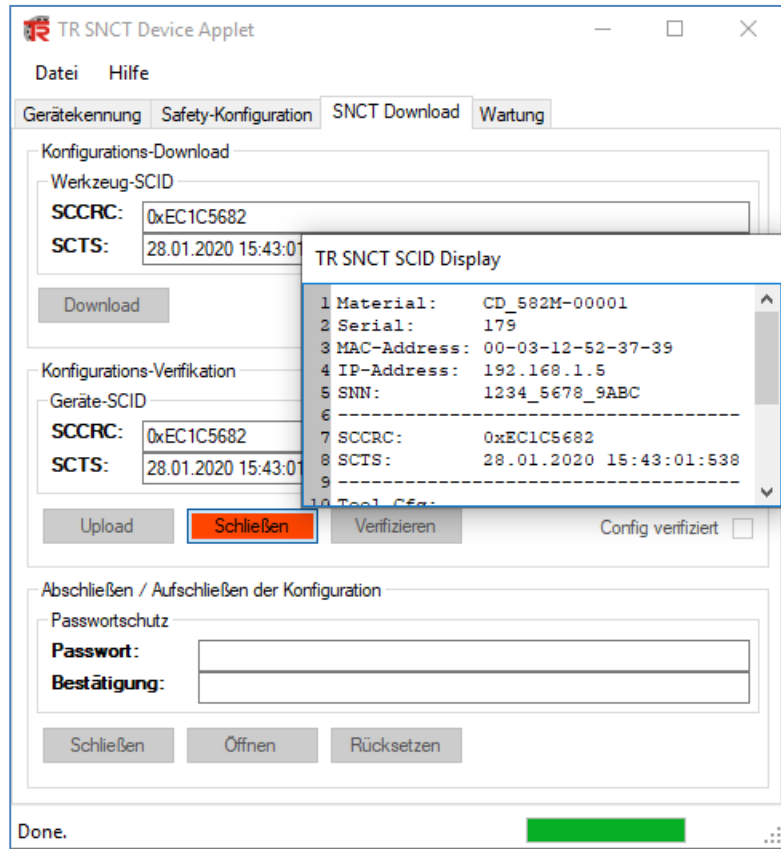 TR SNCT Device Applet
Datei Hilfe
Gerätekennung Safety-Konfiguration SNCT Download Wartung
Konfigurations-Download
Werkzeug-SCID
SCCRC: 0xEC1C5682
SCTS: 28.01.2020 15:43:01
Download
TR SNCT SCID Display
1 Material: CD_582M-00001
2 Serial: 179
3 MAC-Address: 00-03-12-52-37-39
4 IP-Address: 192.168.1.5
5 SNN: 1234_5678_9ABC
6 -----------------------------------
7 SCCRC: 0xEC1C5682
8 SCTS: 28.01.2020 15:43:01:538
9 -----------------------------------
10 Tool Cfg:
Konfigurations-Verifikation
Geräte-SCID
SCCRC: 0xEC1C5682
SCTS: 28.01.2020 15:43:01
Upload Schließen Verifizieren Config verifiziert
Abschließen / Aufschließen der Konfiguration
Passwortschutz
Passwort:
Bestätigung:
Schließen Öffnen Rücksetzen
Done.